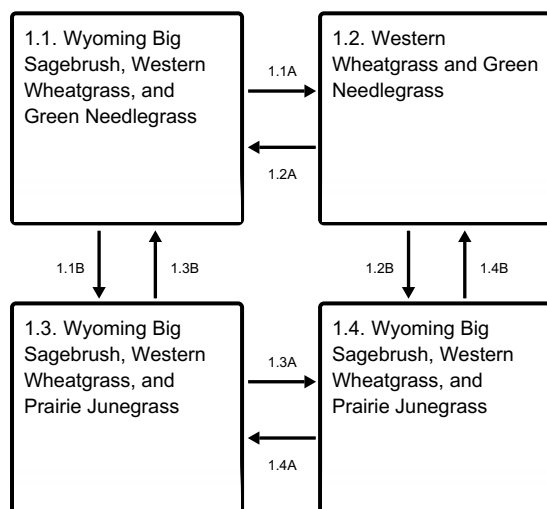 1.1. Wyoming Big
Sagebrush, Western
Wheatgrass, and
Green Needlegrass
1.1A
1.2A
1.2. Western
Wheatgrass and Green
Needlegrass
1.1B
1.3B
1.2B
1.4B
1.3. Wyoming Big
Sagebrush, Western
Wheatgrass, and
Prairie Junegrass
1.3A
1.4A
1.4. Wyoming Big
Sagebrush, Western
Wheatgrass, and
Prairie Junegrass